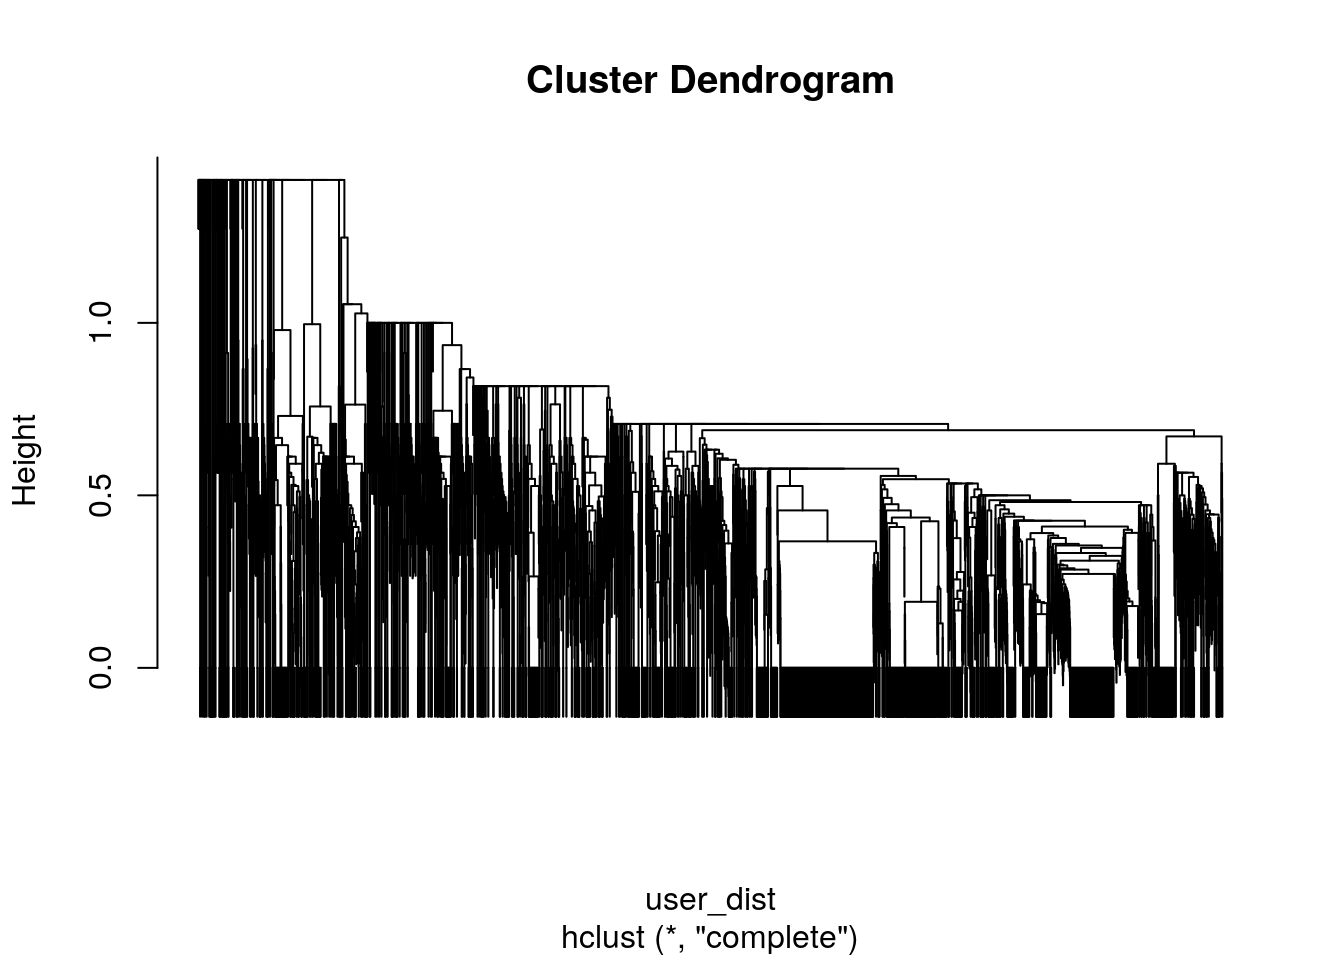 Cluster Dendrogram
Height
1.0
0.5
0.0
user_dist
hclust (*, "complete")